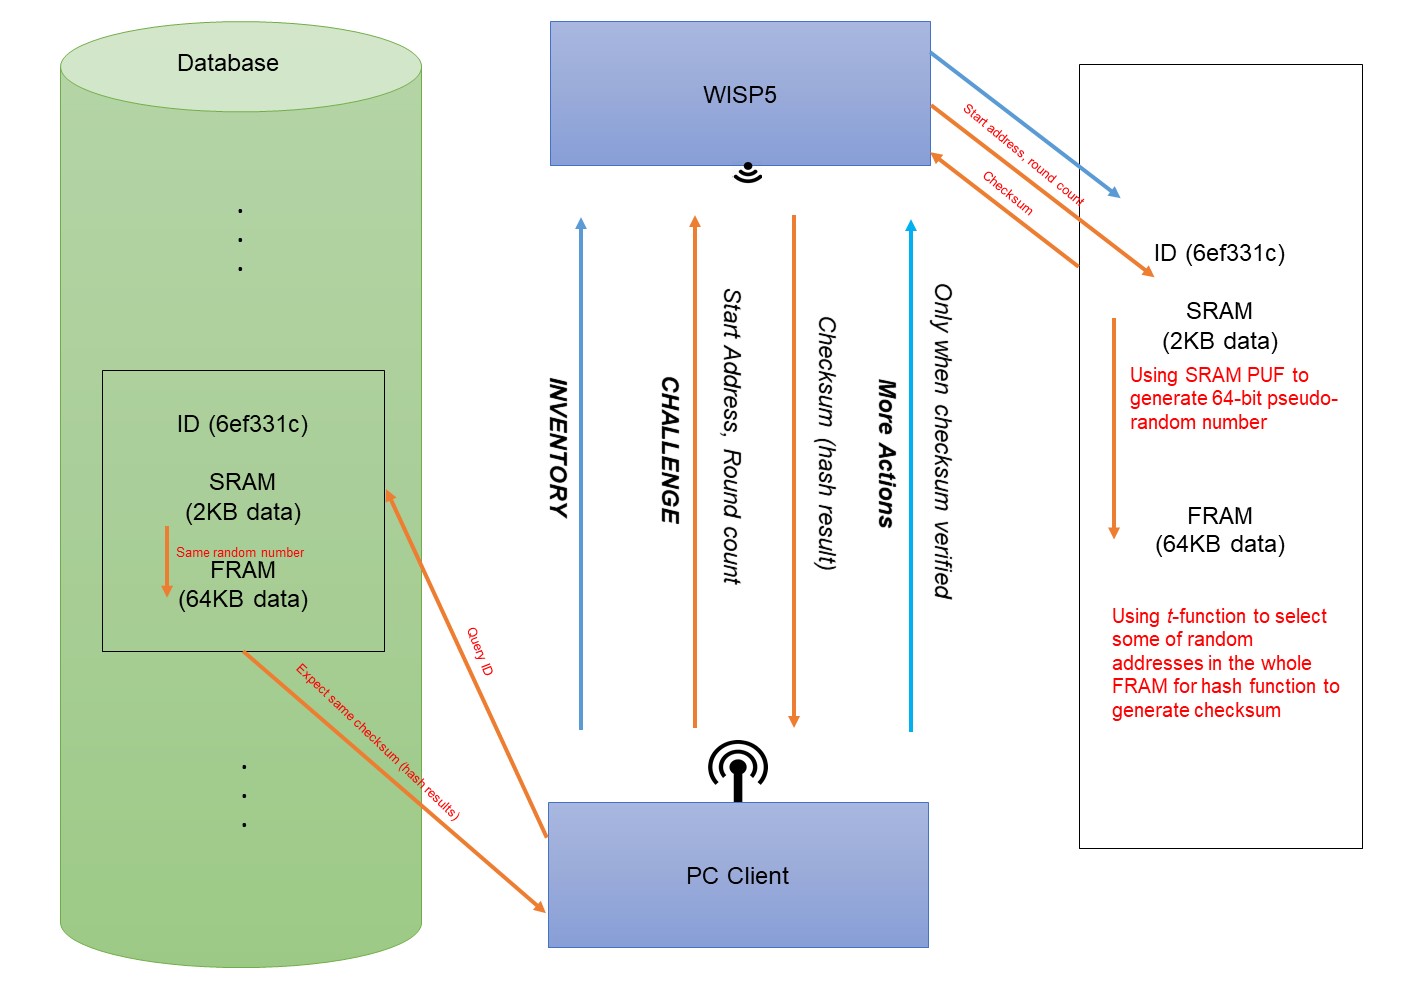 Database
.
.
.
ID (6ef331c)
SRAM
(2KB data)
Same random number
FRAM
(64KB data)
.
.
.
Query ID
Expect same checksum (hash results)
WISP5
INVENTORY
CHALLENGE
Start Address, Round count
Checksum (hash result)
More Actions
Only when checksum verified
PC Client
Start address, round count
Checksum
ID (6ef331c)
SRAM
(2KB data)
Using SRAM PUF to
generate 64-bit pseudo-
random number
FRAM
(64KB data)
Using t-function to select
some of random
addresses in the whole
FRAM for hash function to
generate checksum